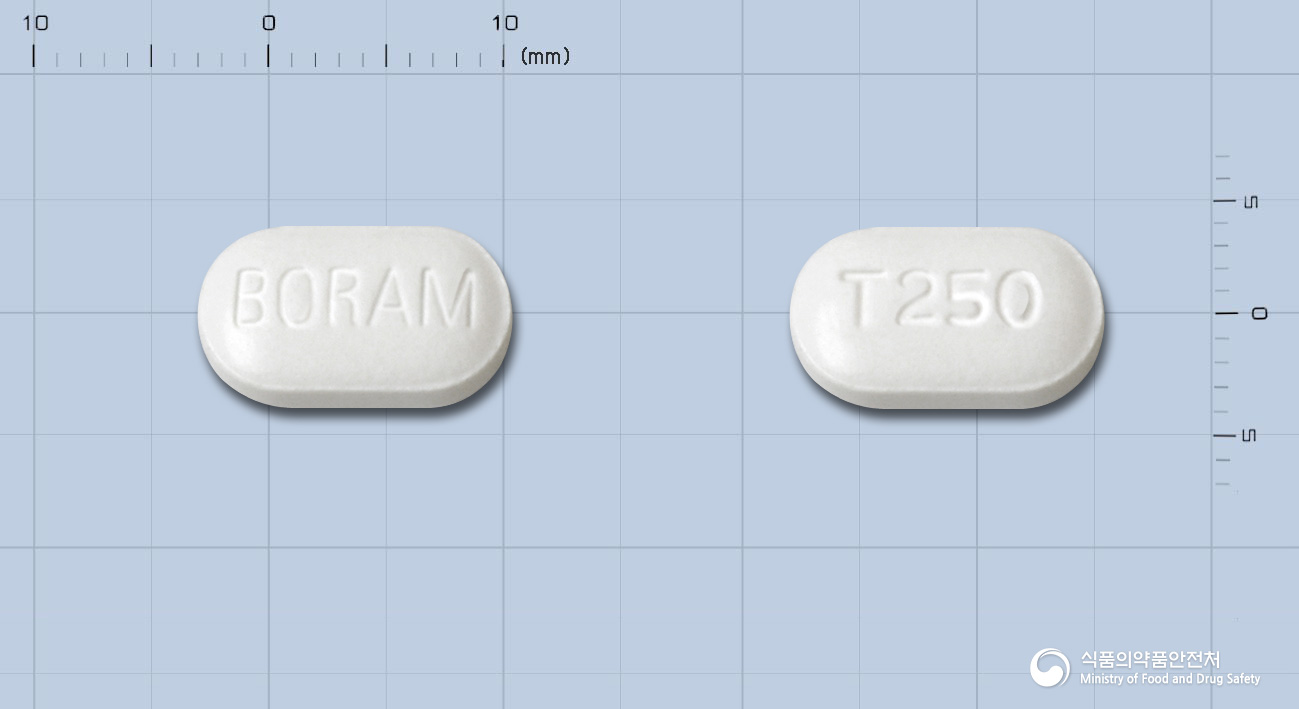 10 0 10
(mm)
BORAM
T250
5
0
5
식품의약품안전처
Ministry of Food and Drug Safety